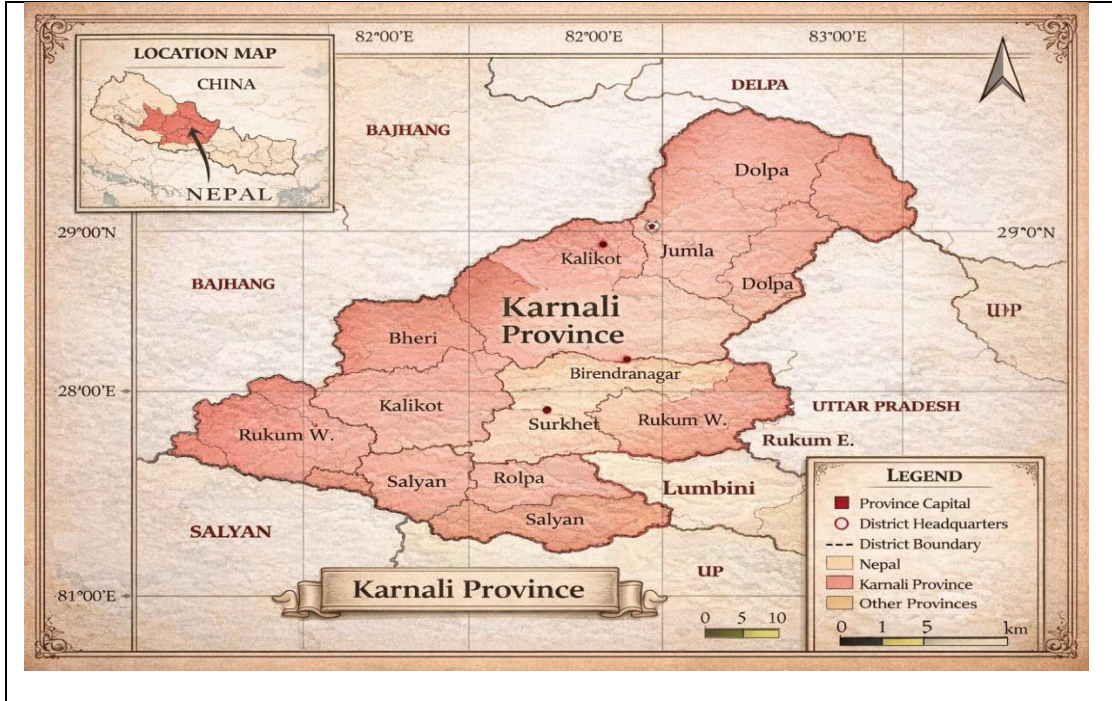 82°00'E 82°00'E 83°00'E
LOCATION MAP
CHINA
NEPAL
DELPA
BAJHANG
Dolpa
29°00'N
29°0'N
Kalikot
Jumla
BAJHANG
Dolpa
Karnali
Province
Bheri
Birendranagar
28°00'E
Kalikot
UTTAR PRADESH
Rukum W.
Surkhet
Rukum W.
Rukum E.
Salyan
Rolpa
Lumbini
SALYAN
Salyan
LEGEND
Province Capital
District Headquarters
District Boundary
Nepal
Karnali Province
Other Provinces
0 1 5 km
UP
Karnali Province
81°00'E
0 5 10